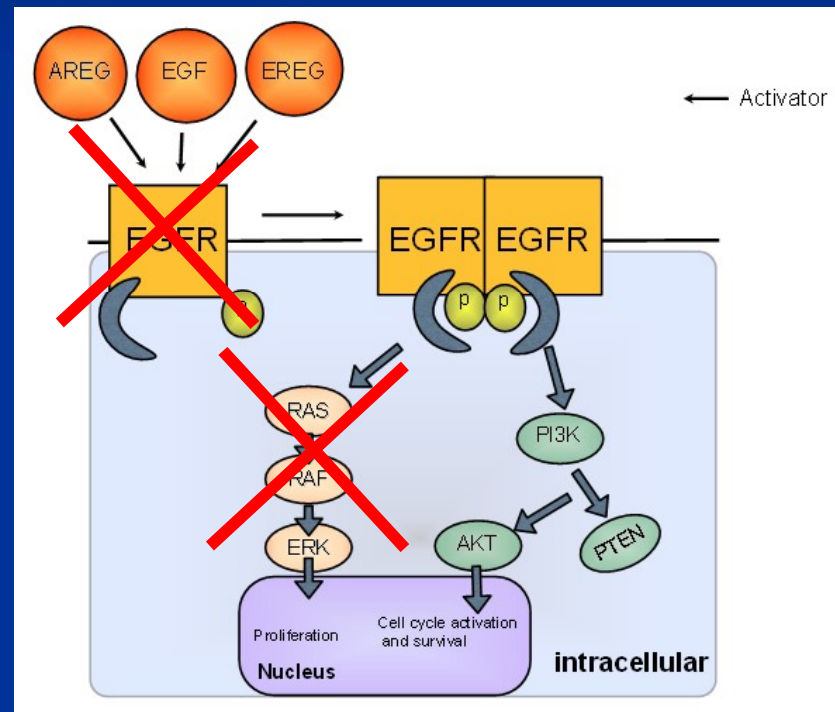 AREG
EGF
EREG
Activator
EGFR
EGFR
EGFR
p
p
p
RAS
RAF
ERK
PI3K
AKT
PTEN
Proliferation
Cell cycle activation
and survival
Nucleus
intracellular